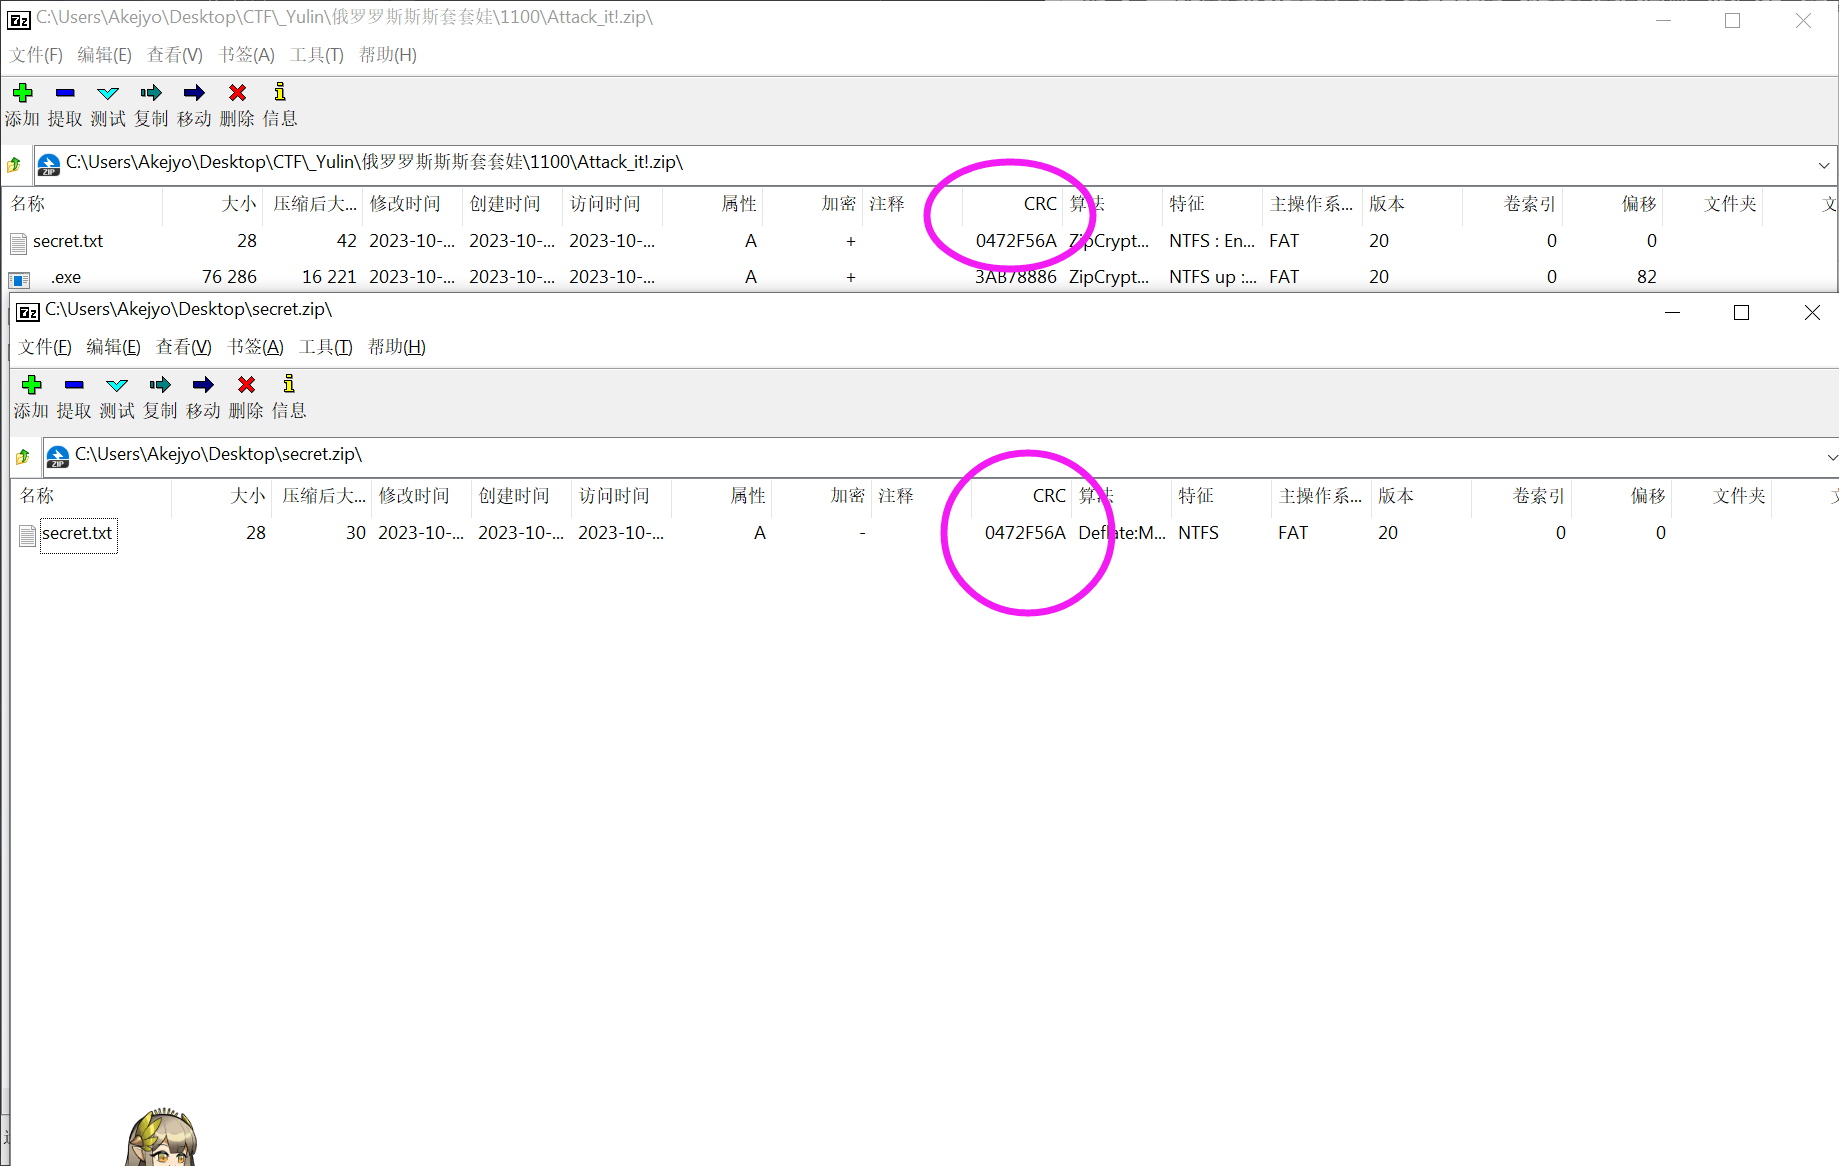 C:\Users\Akejyo\Desktop\CTF\_Yulin\俄罗罗斯斯斯套套娃\1100\Attack_it!.zip\
文件(F) 编辑(E) 查看(V) 书签(A) 工具(T) 帮助(H)
添加 提取 测试 复制 移动 删除 信息
C:\Users\Akejyo\Desktop\CTF\_Yulin\俄罗罗斯斯斯套套娃\1100\Attack_it!.zip\
名称 大小 压缩后大... 修改时间 创建时间 访问时间 属性 加密 注释 CRC 算法 特征 主操作系... 版本 卷索引 偏移 文件夹 文
secret.txt 28 42 2023-10-... 2023-10-... 2023-10-... A + 0472F56A ZipCrypt... NTFS : En... FAT 20 0 0
.exe 76 286 16 221 2023-10-... 2023-10-... 2023-10-... A + 3AB78886 ZipCrypt... NTFS up :... FAT 20 0 82
C:\Users\Akejyo\Desktop\secret.zip\
文件(F) 编辑(E) 查看(V) 书签(A) 工具(T) 帮助(H)
添加 提取 测试 复制 移动 删除 信息
C:\Users\Akejyo\Desktop\secret.zip\
名称 大小 压缩后大... 修改时间 创建时间 访问时间 属性 加密 注释 CRC 算法 特征 主操作系... 版本 卷索引 偏移 文件夹
secret.txt 28 30 2023-10-... 2023-10-... 2023-10-... A - 0472F56A Deflate:M... NTFS FAT 20 0 0